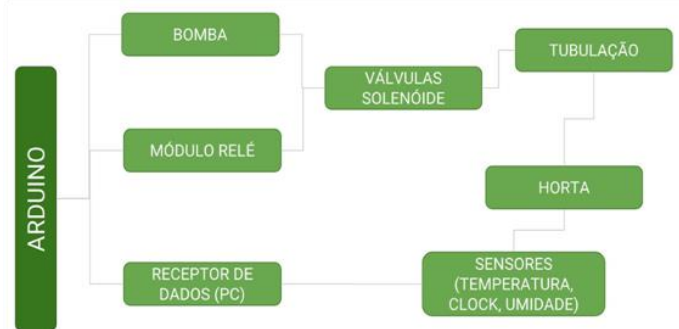 ARDUINO
BOMBA
MÓDULO RELÉ
RECEPTOR DE
DADOS (PC)
VÁLVULAS
SOLENÓIDE
TUBULAÇÃO
HORTA
SENSORES
(TEMPERATURA,
CLOCK, UMIDADE)